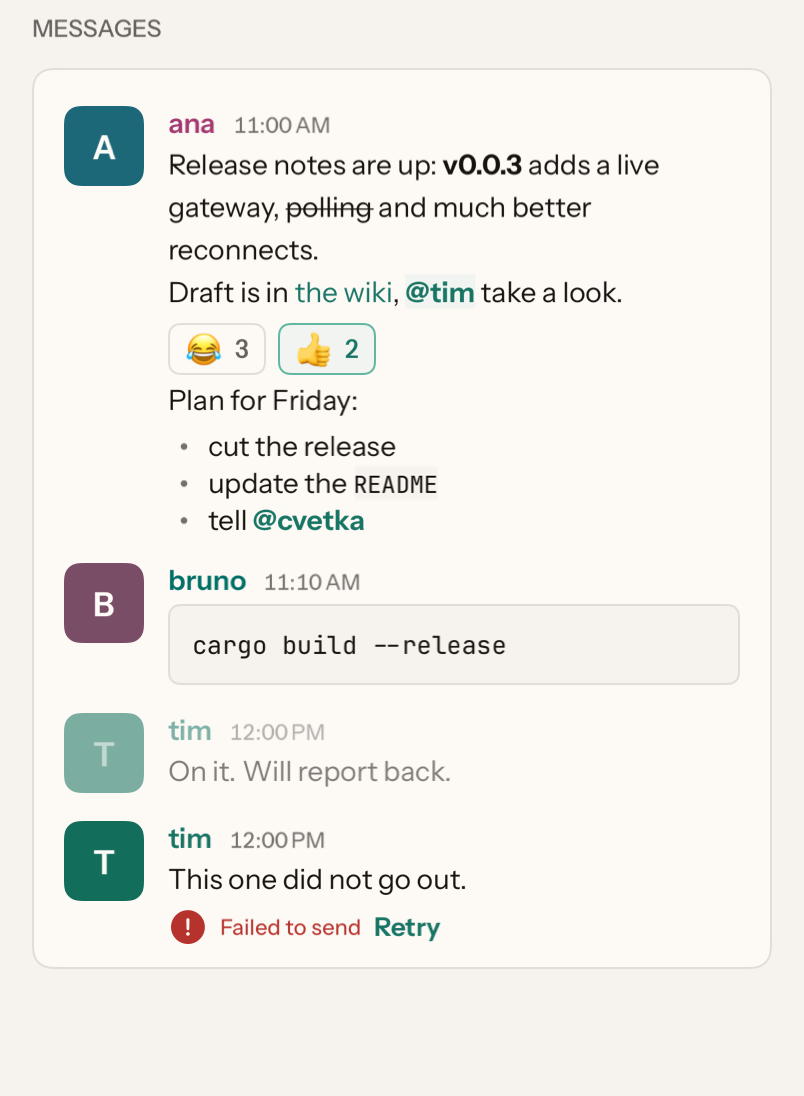 MESSAGES
A
ana 11:00 AM
Release notes are up: v0.0.3 adds a live
gateway, polling and much better
reconnects.
Draft is in the wiki, @tim take a look.
😂 3 👍 2
Plan for Friday:
• cut the release
• update the README
• tell @cvetka
B
bruno 11:10 AM
cargo build --release
T
tim 12:00 PM
On it. Will report back.
T
tim 12:00 PM
This one did not go out.
! Failed to send Retry